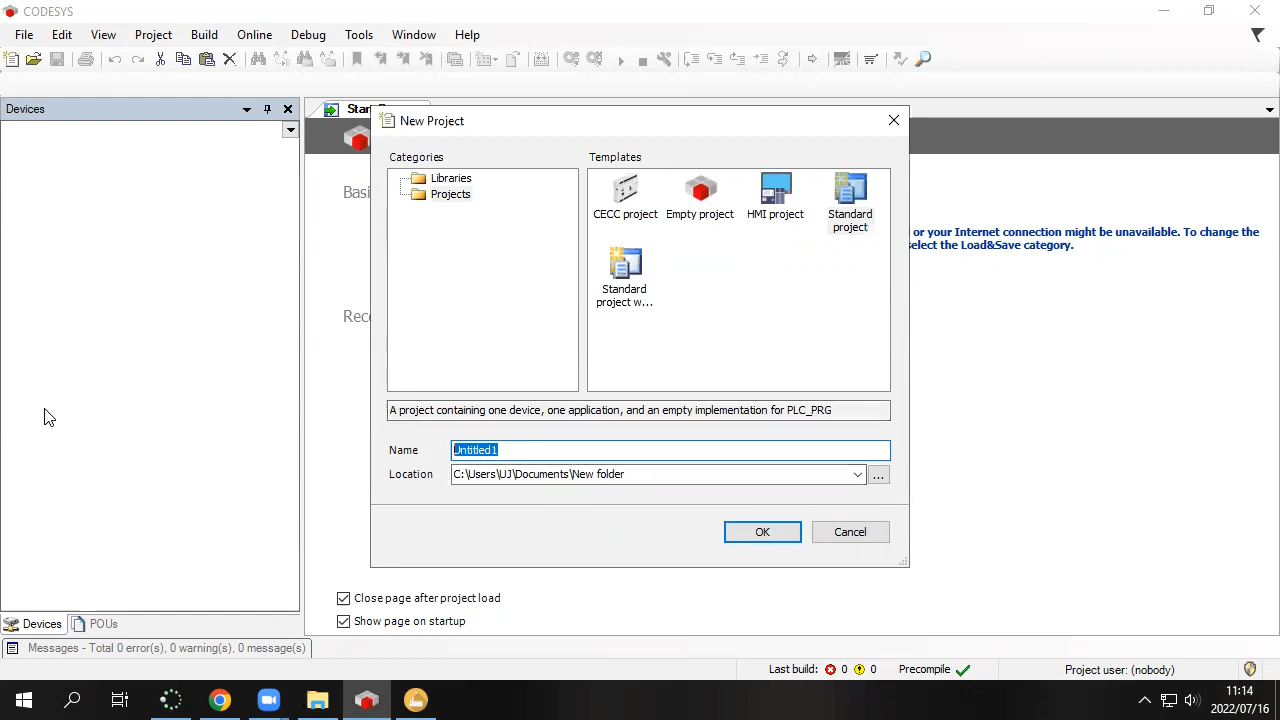 CODESYS
File Edit View Project Build Online Debug Tools Window Help
Devices
Star
Basi
Rece
New Project
Categories
Libraries
Projects
Templates
CECC project Empty project HMI project Standard
project
Standard
project w...
or your Internet connection might be unavailable. To change the
select the Load&Save category.
A project containing one device, one application, and an empty implementation for PLC_PRG
Name Untitled1
Location C:\Users\UJ\Documents\New folder ...
OK Cancel
Close page after project load
Show page on startup
Devices POUs
Messages - Total 0 error(s), 0 warning(s), 0 message(s)
Last build: 0 0 Precompile Project user: (nobody)
11:14
2022/07/16